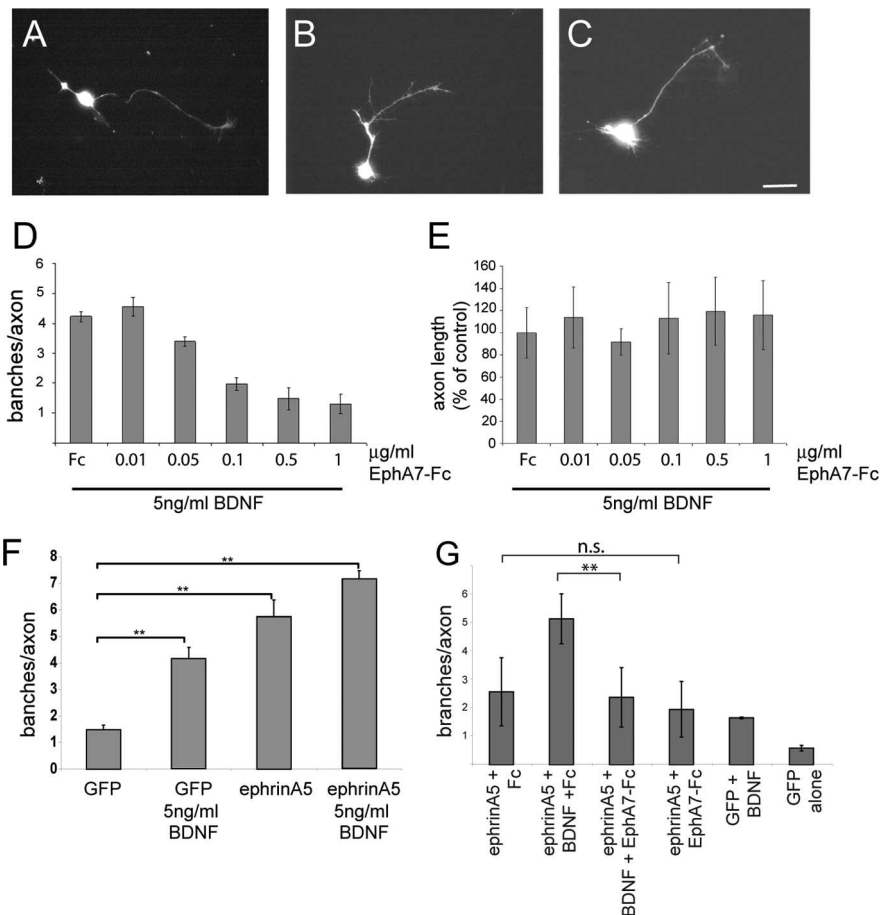 A
B
C
D
banches/axon
6
5
4
3
2
1
Fc 0.01 0.05 0.1 0.5 1
μg/ml
EphA7-Fc
5ng/ml BDNF
E
axon length
(% of control)
160
140
120
100
80
60
40
20
0
Fc 0.01 0.05 0.1 0.5 1
μg/ml
EphA7-Fc
5ng/ml BDNF
F
banches/axon
8
7
6
5
4
3
2
1
0
**
**
**
GFP
GFP
5ng/ml
BDNF
ephrinA5
ephrinA5
5ng/ml
BDNF
G
branches/axon
6
5
4
3
2
1
n.s.
**
ephrinA5 +
Fc
ephrinA5 +
BDNF +Fc
ephrinA5 +
BDNF + EphA7-Fc
ephrinA5 +
EphA7-Fc
GFP +
BDNF
GFP
alone